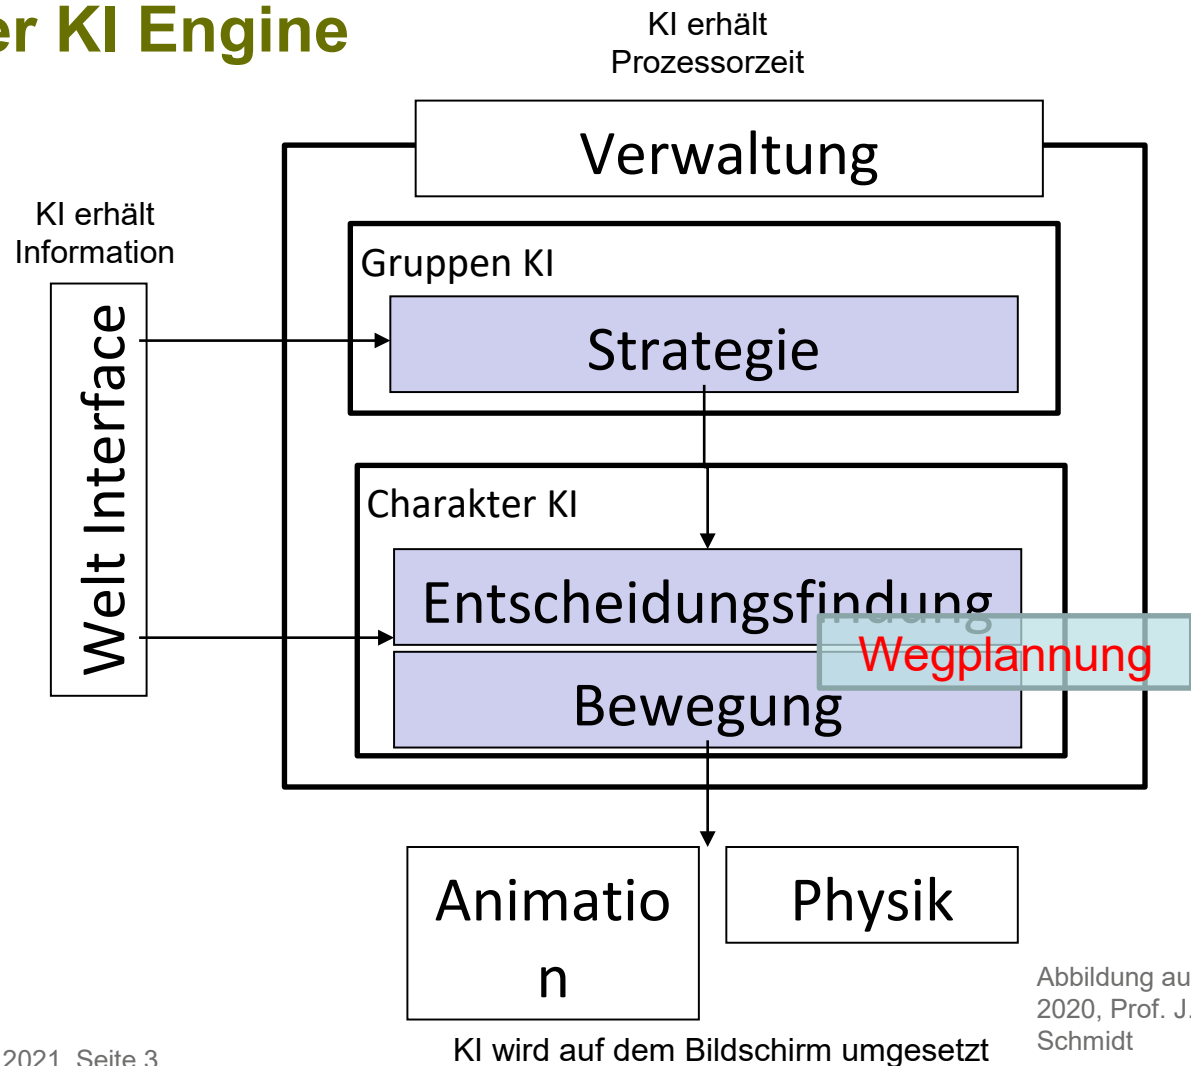 er KI Engine
KI erhält
Prozessorzeit
Verwaltung
KI erhält
Information
Welt Interface
Gruppen KI
Strategie
Charakter KI
Entscheidungsfindung
Wegplannung
Bewegung
Animatio
n
Physik
Abbildung au
2020, Prof. J.
Schmidt
KI wird auf dem Bildschirm umgesetzt
2021, Seite 3